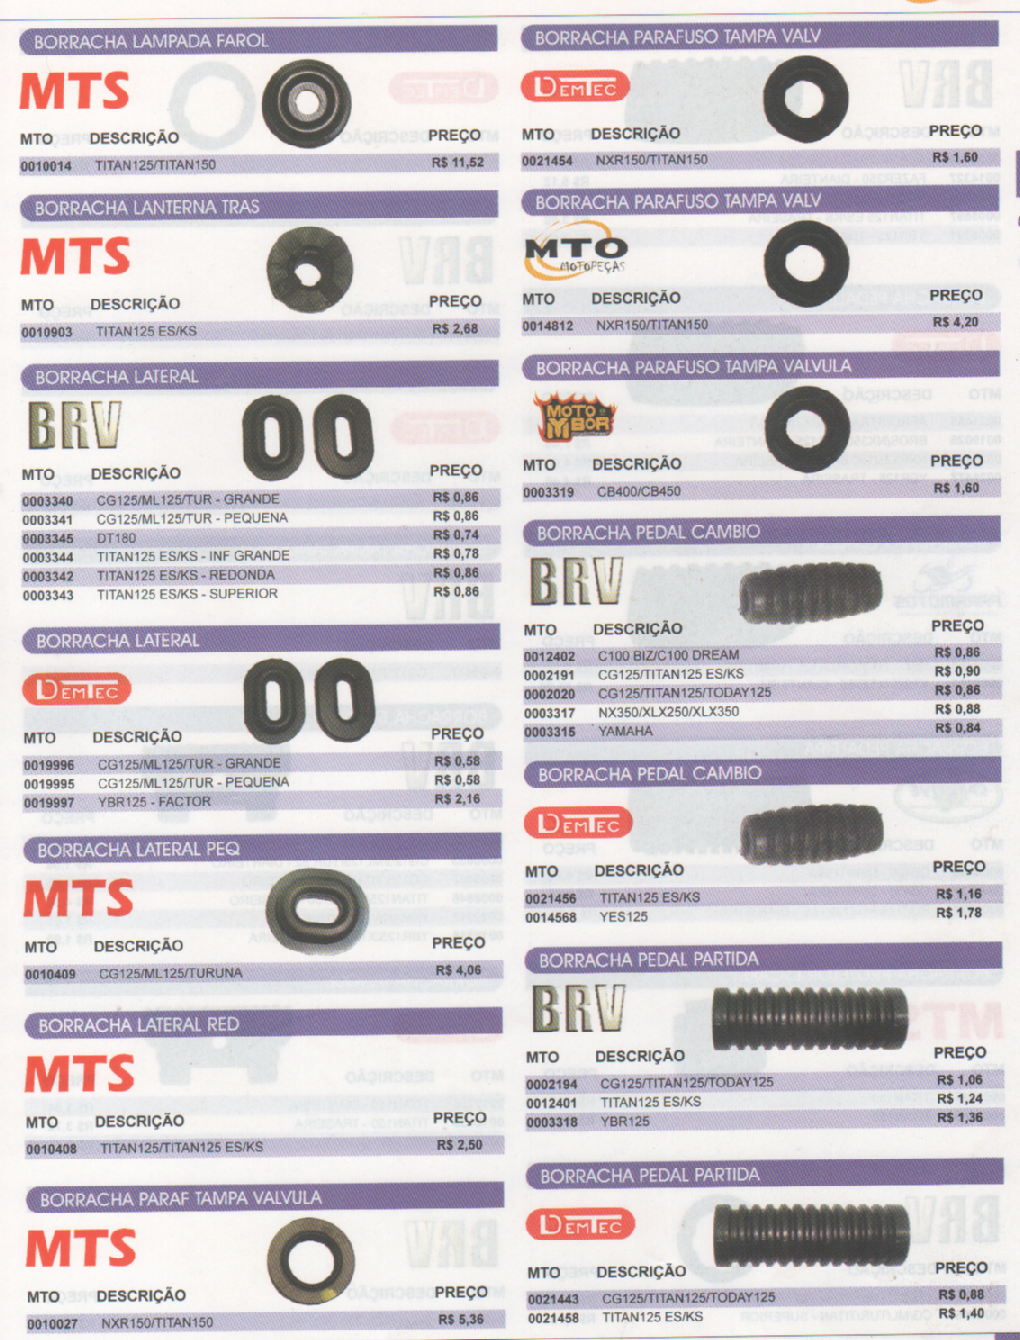 BORRACHA LAMPADA FAROL
MTS
MTO DESCRIÇÃO PREÇO
0010014 TITAN125/TITAN150 R$ 11,52
BORRACHA LANTERNA TRAS
MTS
MTO DESCRIÇÃO PREÇO
0010903 TITAN125 ES/KS R$ 2,68
BORRACHA LATERAL
BRV
MTO DESCRIÇÃO PREÇO
0003340 CG125/ML125/TUR - GRANDE R$ 0,86
0003341 CG125/ML125/TUR - PEQUENA R$ 0,86
0003345 DT180 R$ 0,74
0003344 TITAN125 ES/KS - INF GRANDE R$ 0,78
0003342 TITAN125 ES/KS - REDONDA R$ 0,86
0003343 TITAN125 ES/KS - SUPERIOR R$ 0,86
BORRACHA LATERAL
DEMTEC
MTO DESCRIÇÃO PREÇO
0019996 CG125/ML125/TUR - GRANDE R$ 0,58
0019995 CG125/ML125/TUR - PEQUENA R$ 0,58
0019997 YBR125 - FACTOR R$ 2,16
BORRACHA LATERAL PEQ
MTS
MTO DESCRIÇÃO PREÇO
0010409 CG125/ML125/TURUNA R$ 4,06
BORRACHA LATERAL RED
MTS
MTO DESCRIÇÃO PREÇO
0010408 TITAN125/TITAN125 ES/KS R$ 2,50
BORRACHA PARAF TAMPA VALVULA
MTS
MTO DESCRIÇÃO PREÇO
0010027 NXR150/TITAN150 R$ 5,36
BORRACHA PARAFUSO TAMPA VALV
DEMTEC
MTO DESCRIÇÃO PREÇO
0021454 NXR150/TITAN150 R$ 1,60
BORRACHA PARAFUSO TAMPA VALV
MTO
MOTOPEÇAS
MTO DESCRIÇÃO PREÇO
0014812 NXR150/TITAN150 R$ 4,20
BORRACHA PARAFUSO TAMPA VALVULA
MOTO
BOR
MTO DESCRIÇÃO PREÇO
0003319 CB400/CB450 R$ 1,60
BORRACHA PEDAL CAMBIO
BRV
MTO DESCRIÇÃO PREÇO
0012402 C100 BIZ/C100 DREAM R$ 0,86
0002191 CG125/TITAN125 ES/KS R$ 0,90
0002020 CG125/TITAN125/TODAY125 R$ 0,86
0003317 NX350/XLX250/XLX350 R$ 0,88
0003315 YAMAHA R$ 0,84
BORRACHA PEDAL CAMBIO
DEMTEC
MTO DESCRIÇÃO PREÇO
0021456 TITAN125 ES/KS R$ 1,16
0014568 YES125 R$ 1,78
BORRACHA PEDAL PARTIDA
BRV
MTO DESCRIÇÃO PREÇO
0002194 CG125/TITAN125/TODAY125 R$ 1,06
0012401 TITAN125 ES/KS R$ 1,24
0003318 YBR125 R$ 1,36
BORRACHA PEDAL PARTIDA
DEMTEC
MTO DESCRIÇÃO PREÇO
0021443 CG125/TITAN125/TODAY125 R$ 0,88
0021458 TITAN125 ES/KS R$ 1,40